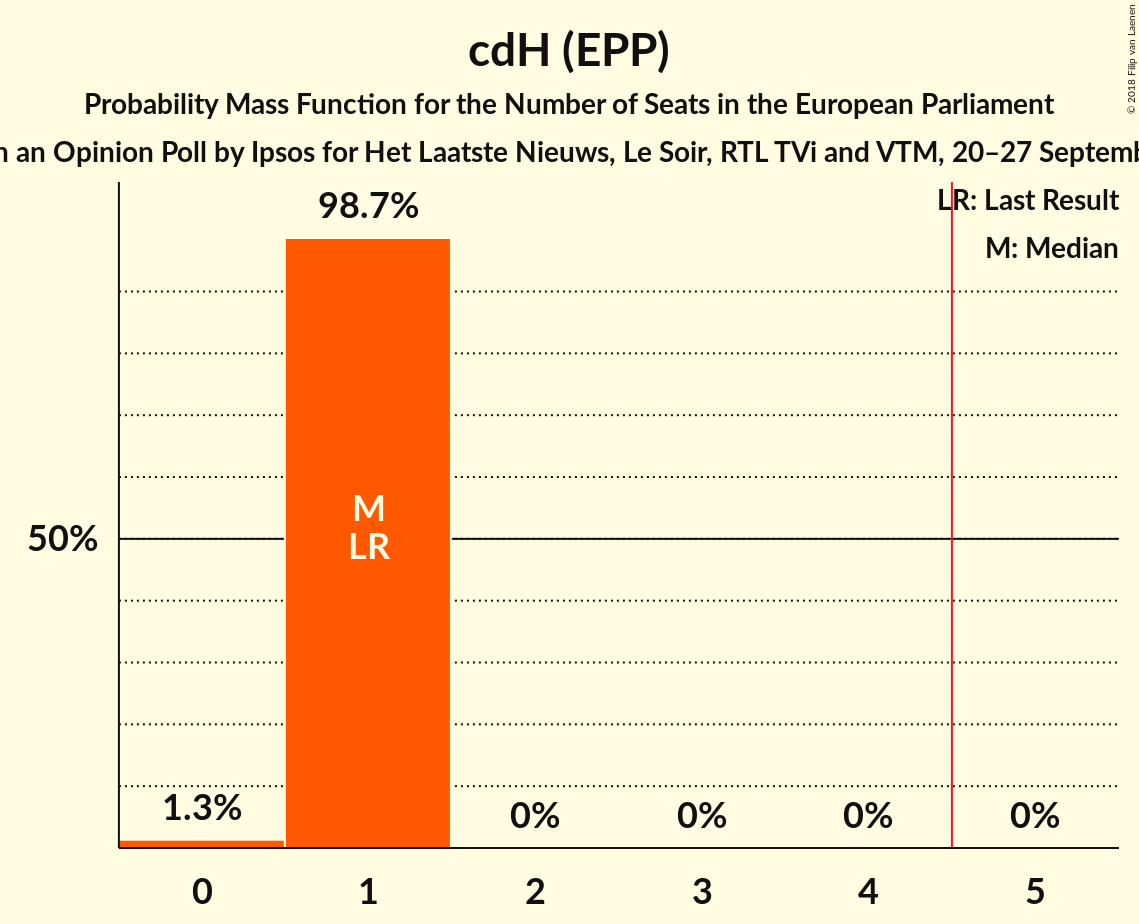 cdH (EPP)
Probability Mass Function for the Number of Seats in the European Parliament
an Opinion Poll by Ipsos for Het Laatste Nieuws, Le Soir, RTL TVi and VTM, 20–27
© 2018 Filip van Laenen
LR: Last Result
M: Median
98.7%
M
LR
50%
1.3%
0%
0%
0%
0%
0
1
2
3
4
5